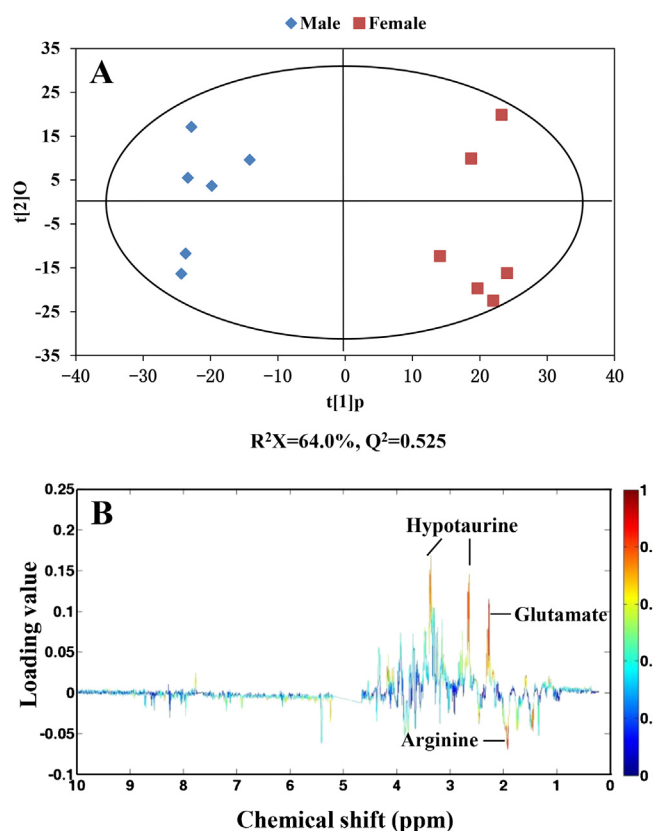 Male Female
A
35
25
15
5
-5
-15
-25
-35
t[2]O
-40 -30 -20 -10 0 10 20 30 40
t[1]p
R²X=64.0%, Q²=0.525
B
0.25
0.2
0.15
0.1
0.05
0
-0.05
-0.1
Loading value
Hypotaurine
Glutamate
Arginine
1
0.
0.
0.
0.
0
10 9 8 7 6 5 4 3 2 1 0
Chemical shift (ppm)